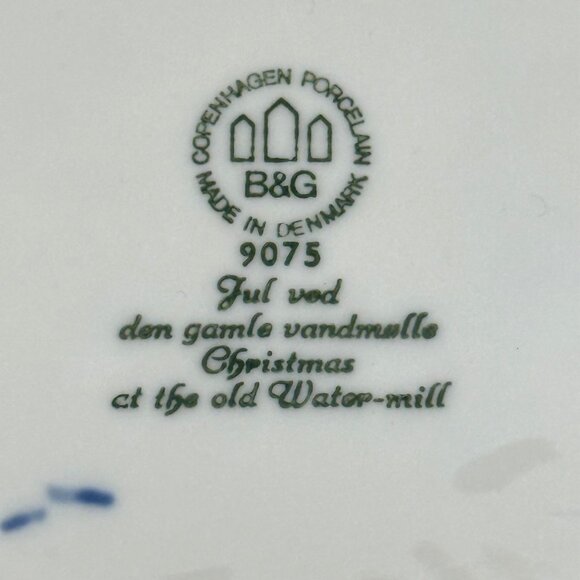 COPENHAGEN PORCELAIN
B&G
MADE IN DENMARK
9075
Jul ved
den gamle vandmølle
Christmas
at the old Water-mill